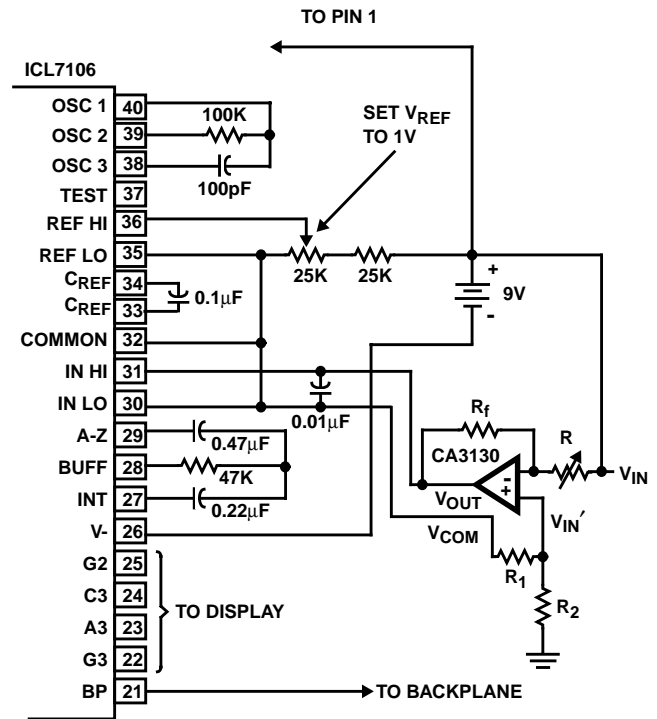 TO PIN 1
ICL7106
OSC 1 40
100K
OSC 2 39
SET VREF
TO 1V
OSC 3 38
100pF
TEST 37
REF HI 36
REF LO 35
25K 25K
CREF 34
0.1µF
CREF 33
+
9V
-
COMMON 32
IN HI 31
IN LO 30
0.01µF
Rf
CA3130
R
A-Z 29
0.47µF
BUFF 28
47K
-
+
VIN
VOUT
INT 27
0.22µF
VIN′
V- 26
VCOM
R1
G2 25
C3 24
TO DISPLAY
R2
A3 23
G3 22
BP 21
TO BACKPLANE